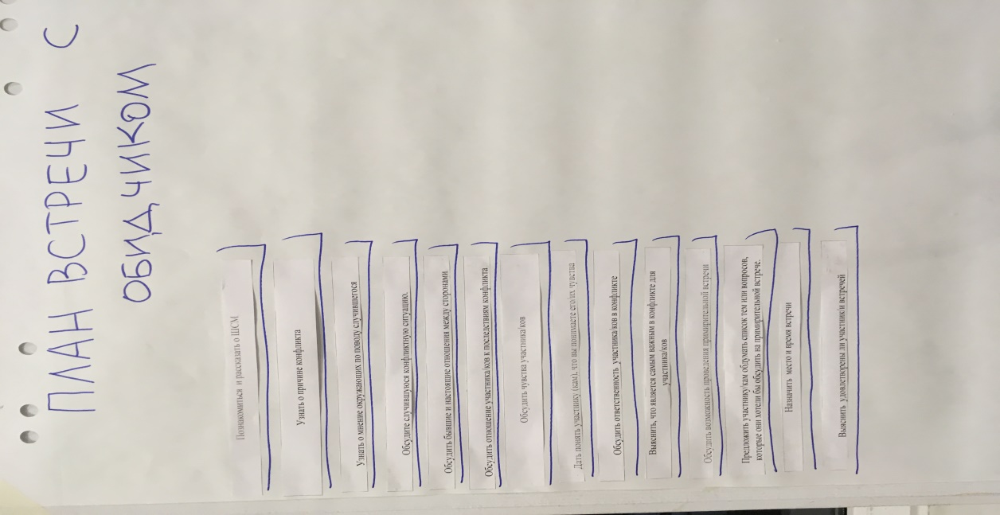 ПЛАН ВСТРЕЧИ С
ОБИДЧИКОМ
Познакомиться и рассказать о ШСМ
Узнать о причине конфликта
Узнать о мнение окружающих по поводу случившегося
Обсудите случившуюся конфликтную ситуацию.
Обсудить бывшие и настоящие отношения между сторонами
Обсудить отношение участника/ков к последствиям конфликта
Обсудить чувства участника/ков
Дать понять участнику (кам), что вы понимаете его/их чувства
Обсудить ответственность участника/ков в конфликте
Выяснить, что является самым важным в конфликте для
участника/ков
Обсудить возможность проведения примирительной встречи
Предложить участнику/кам обдумать список тем или вопросов,
которые они хотели бы обсудить на примирительной встрече.
Назначить место и время встречи
Выяснить удовлетворены ли участник/и встречей